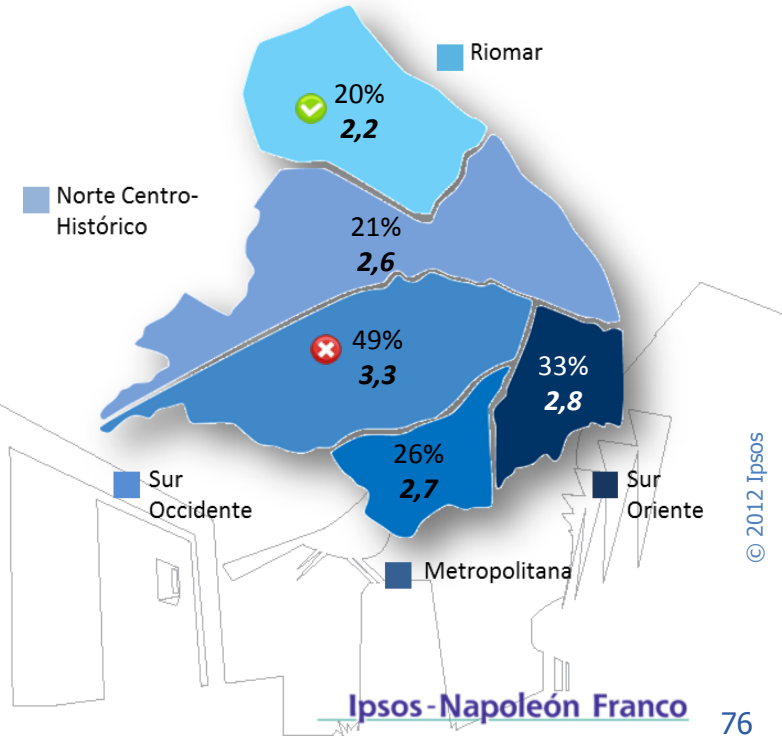 Riomar
20%
2,2
Norte Centro-
Histórico
21%
2,6
49%
3,3
33%
2,8
26%
2,7
Sur
Occidente
Sur
Oriente
Metropolitana
© 2012 Ipsos
Ipsos-Napoleón Franco
76